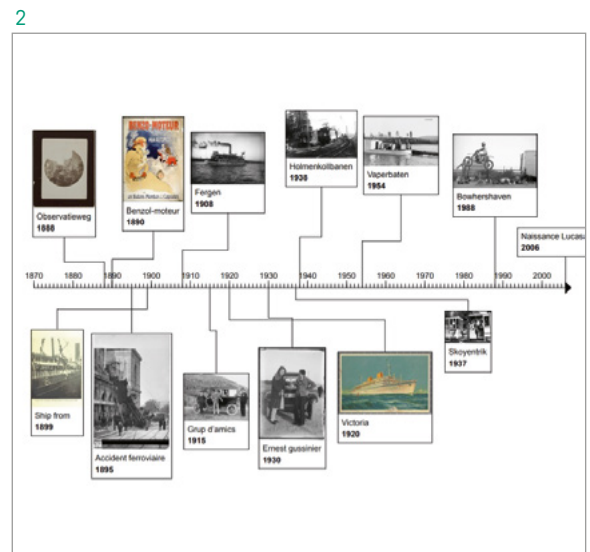 2
Observatieweg
1888
BENZO-MOTEUR
Benzol-moteur
1890
Fergen
1908
Holmenkollbanen
1938
Vaperbaten
1954
Bowhershaven
1988
Naissance Lucas
2006
1870 1880 1890 1900 1910 1920 1930 1940 1950 1960 1970 1980 1990 2000
Ship from
1899
Accident ferroviaire
1895
Grup d'amics
1915
Ernest gussinier
1930
Victoria
1920
Skoyentrik
1937